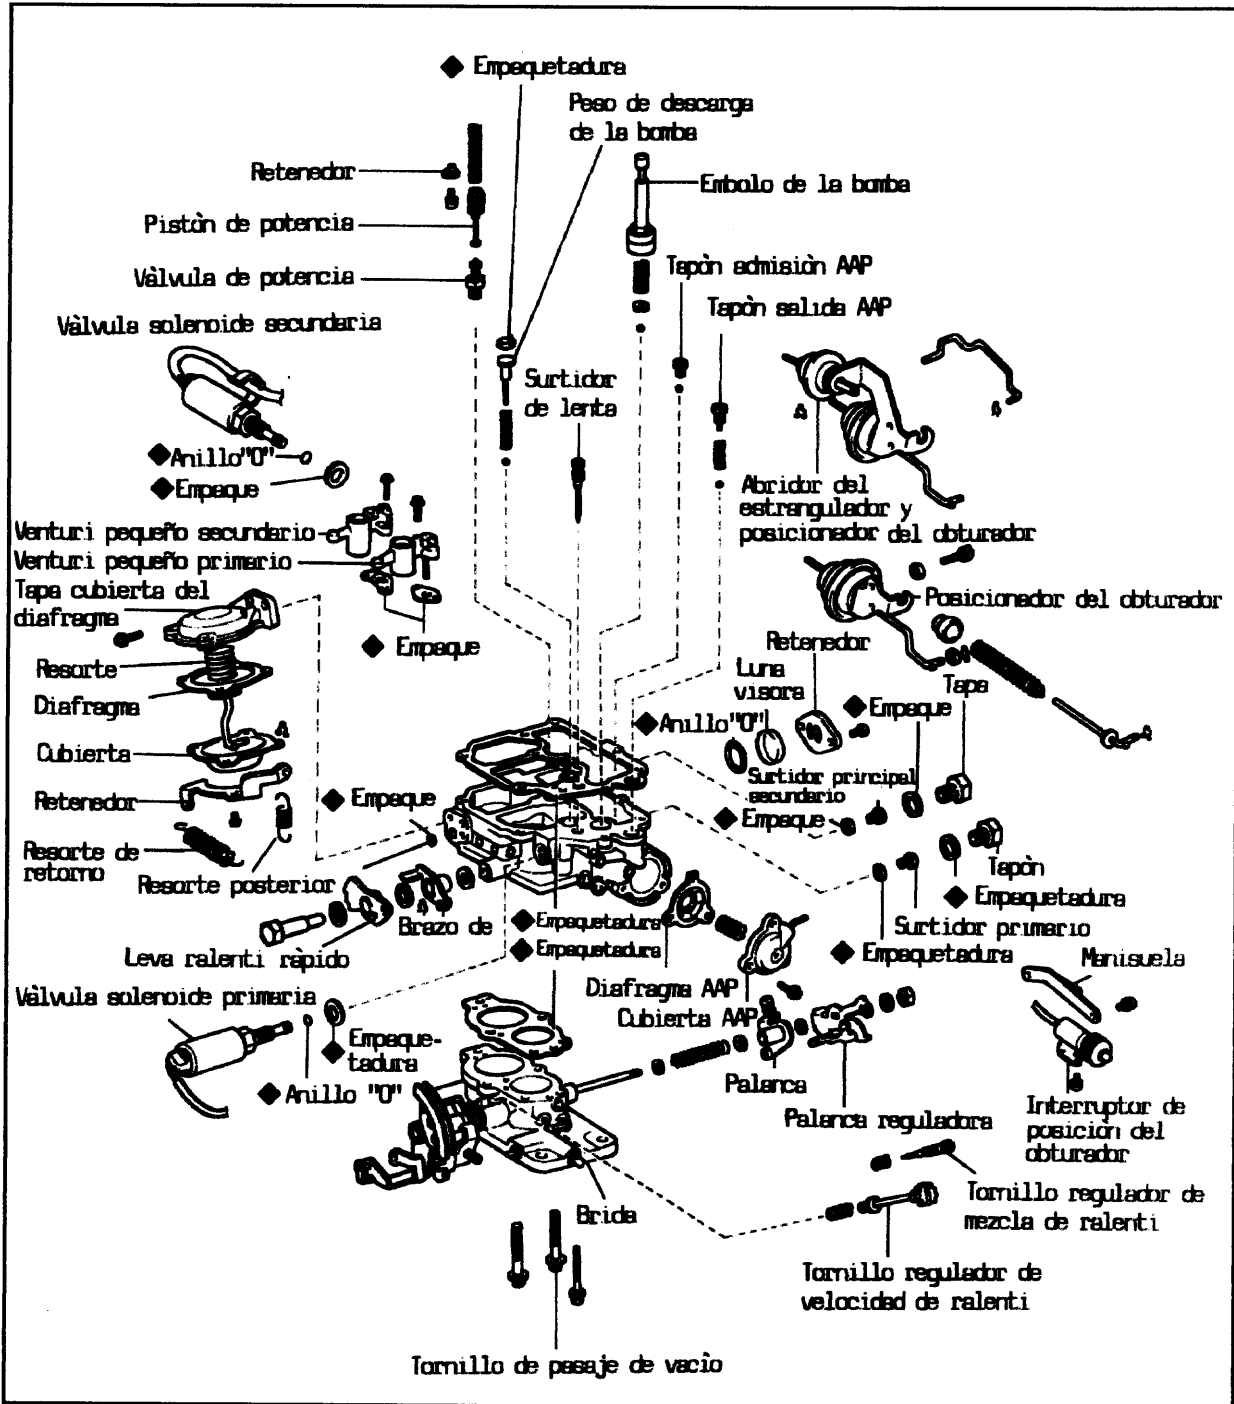 ◆ Empaquetadura
Peso de descarga
de la bomba
Retenedor
Embolo de la bomba
Pistòn de potencia
Vàlvula de potencia
Tapòn admisiòn AAP
Tapòn salida AAP
Vàlvula solenoide secundaria
Surtidor
de lenta
◆ Anillo"O"
◆ Empaque
Abridor del
estrangulador y
posicionador del obturador
Venturi pequeño secundario
Venturi pequeño primario
Tapa cubierta del
diafragma
Posicionador del obturador
◆ Empaque
Retenedor
Resorte
Luna
visora
Tapa
Diafragma
◆ Empaque
◆ Anillo"O"
Cubierta
Surtidor principal
secundario
Retenedor
◆ Empaque
◆ Empaque
Resorte de
retorno
Resorte posterior
Tapòn
◆ Empaquetadura
Brazo de
◆ Empaquetadura
Surtidor primario
◆ Empaquetadura
◆ Empaquetadura
Leva ralenti ràpido
Manisuela
Diafragma AAP
Vàlvula solenoide primaria
Cubierta AAP
◆ Empaque-
tadura
◆ Anillo "O"
Palanca
Palanca reguladora
Interruptor de
posiciòn del
obturador
Brida
Tornillo regulador de
mezcla de ralenti
Tornillo regulador de
velocidad de ralenti
Tornillo de pasaje de vacìo